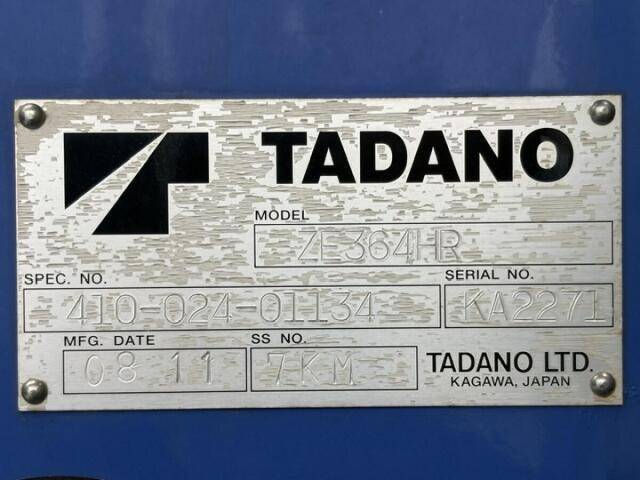 TADANO
MODEL
ZE364HR
SPEC. NO. SERIAL NO.
410-024-01134 KA2271
MFG. DATE SS NO.
08 11 7KM TADANO LTD.
KAGAWA, JAPAN